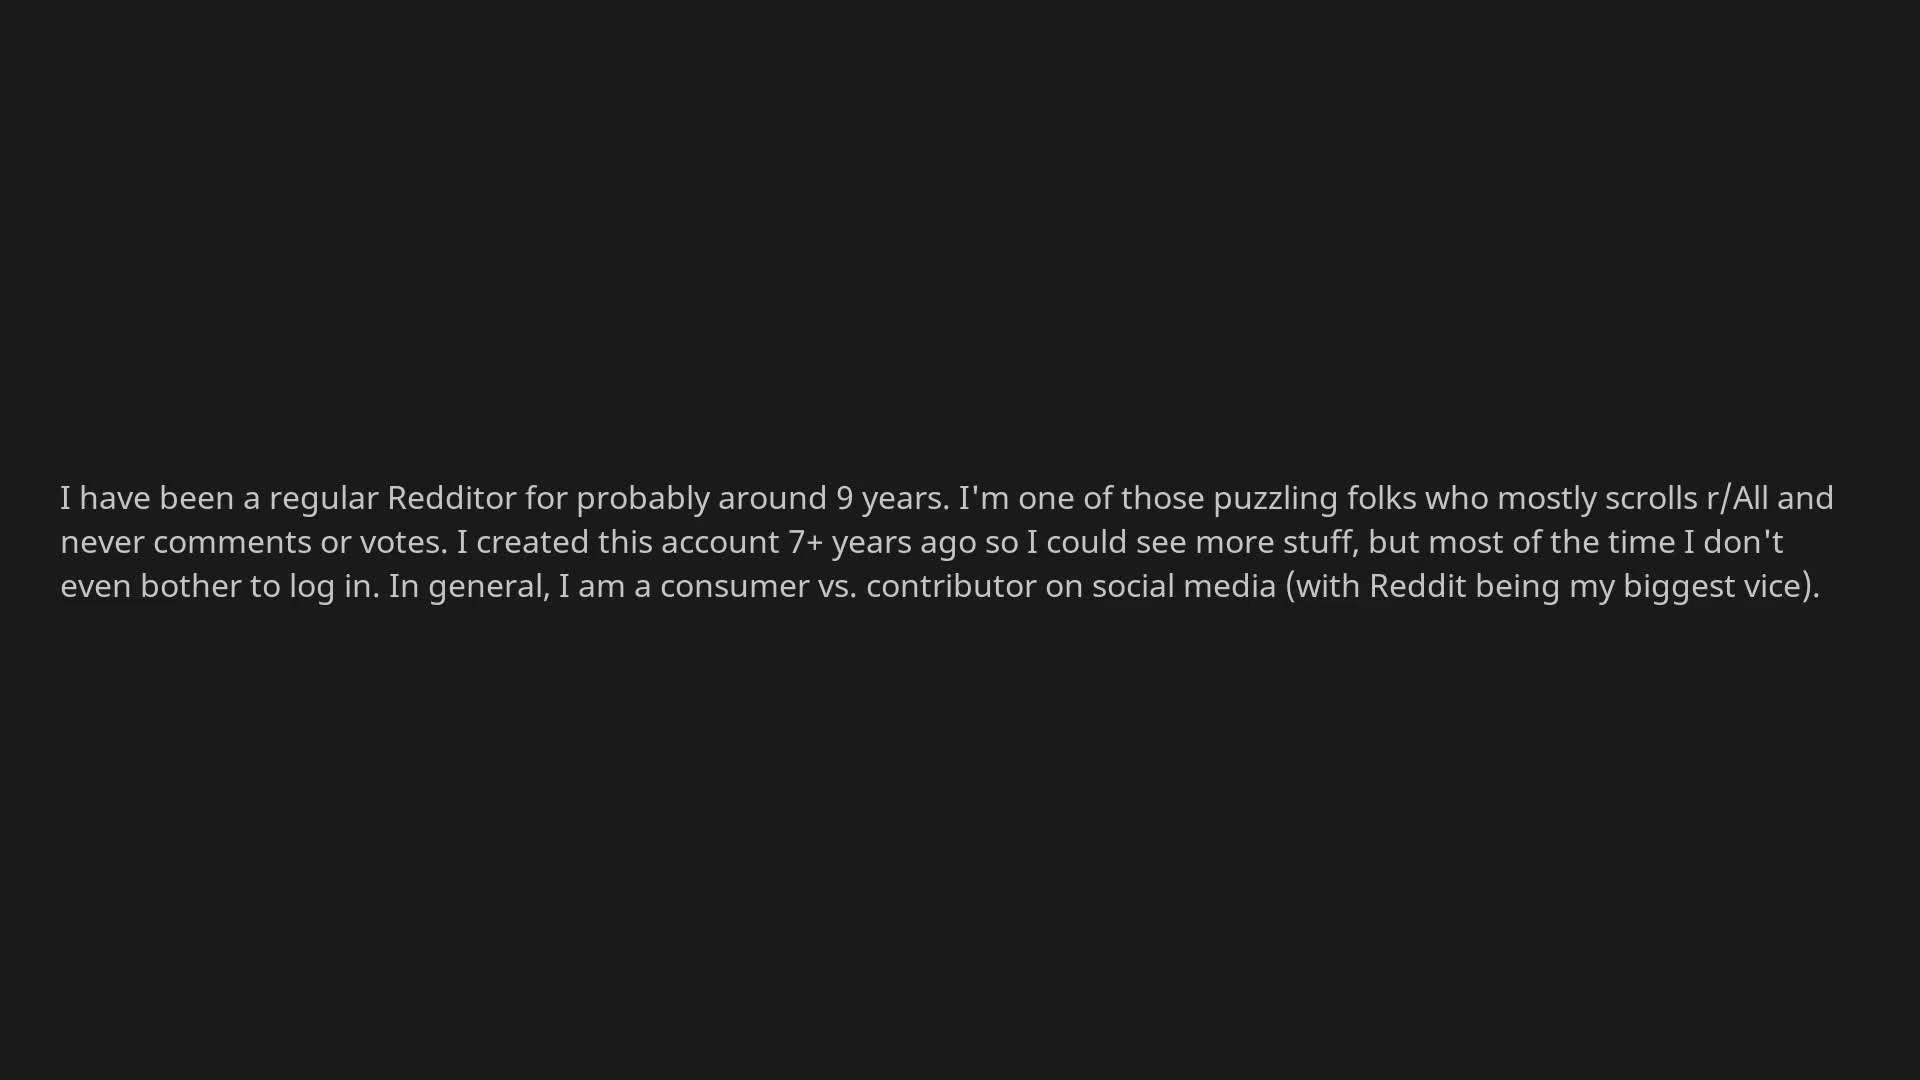 I have been a regular Redditor for probably around 9 years. I'm one of those puzzling folks who mostly scrolls r/All and
never comments or votes. I created this account 7+ years ago so I could see more stuff, but most of the time I don't
even bother to log in. In general, I am a consumer vs. contributor on social media (with Reddit being my biggest vice).